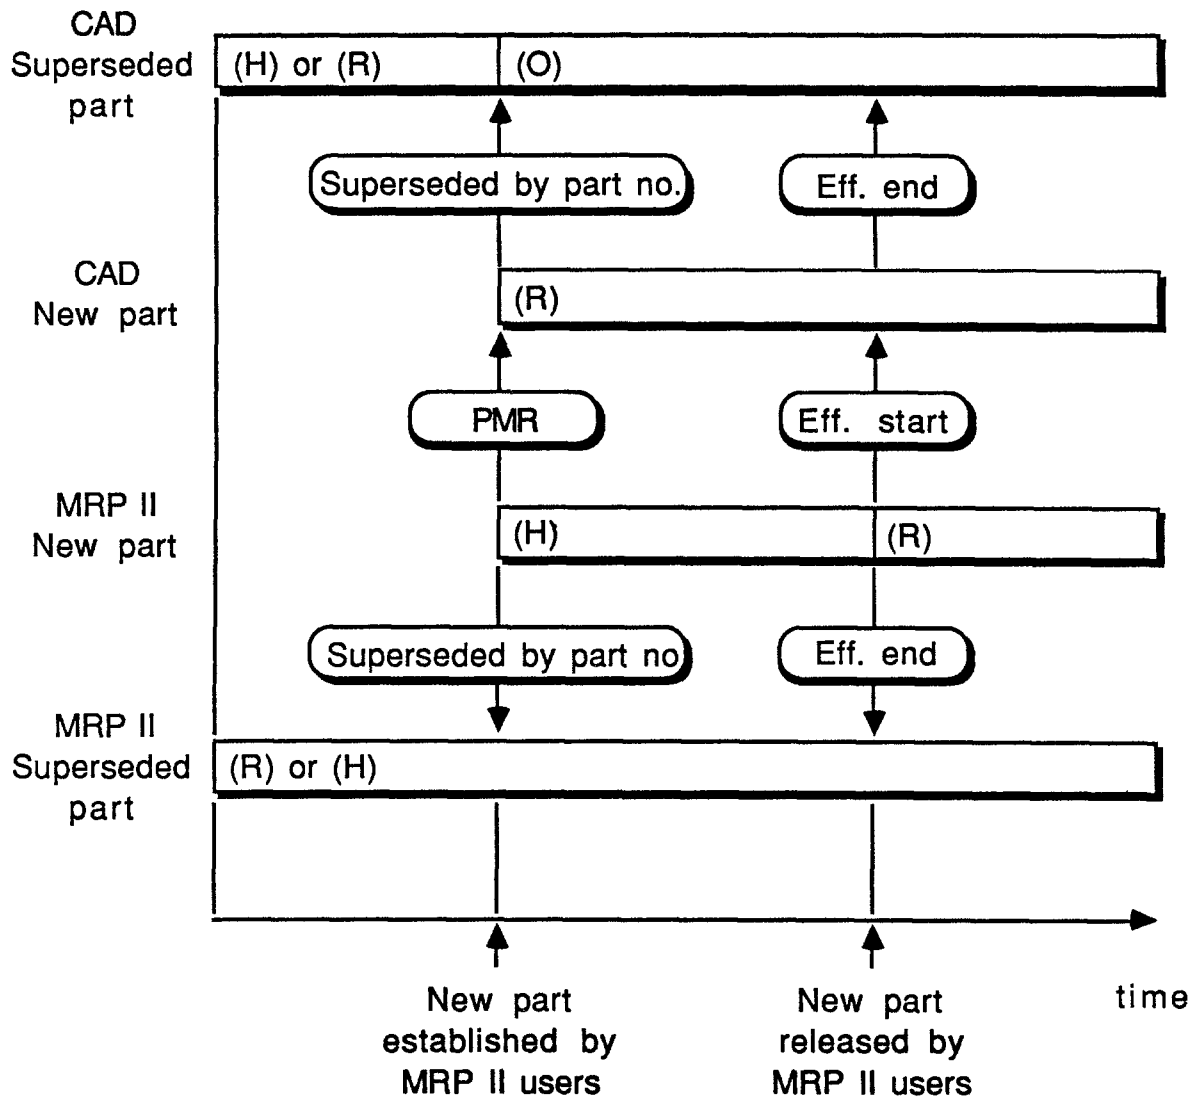 CAD
Superseded
part
(H) or (R)
(O)
Superseded by part no.
Eff. end
CAD
New part
(R)
PMR
Eff. start
MRP II
New part
(H)
(R)
Superseded by part no
Eff. end
MRP II
Superseded
part
(R) or (H)
New part
established by
MRP II users
New part
released by
MRP II users
time